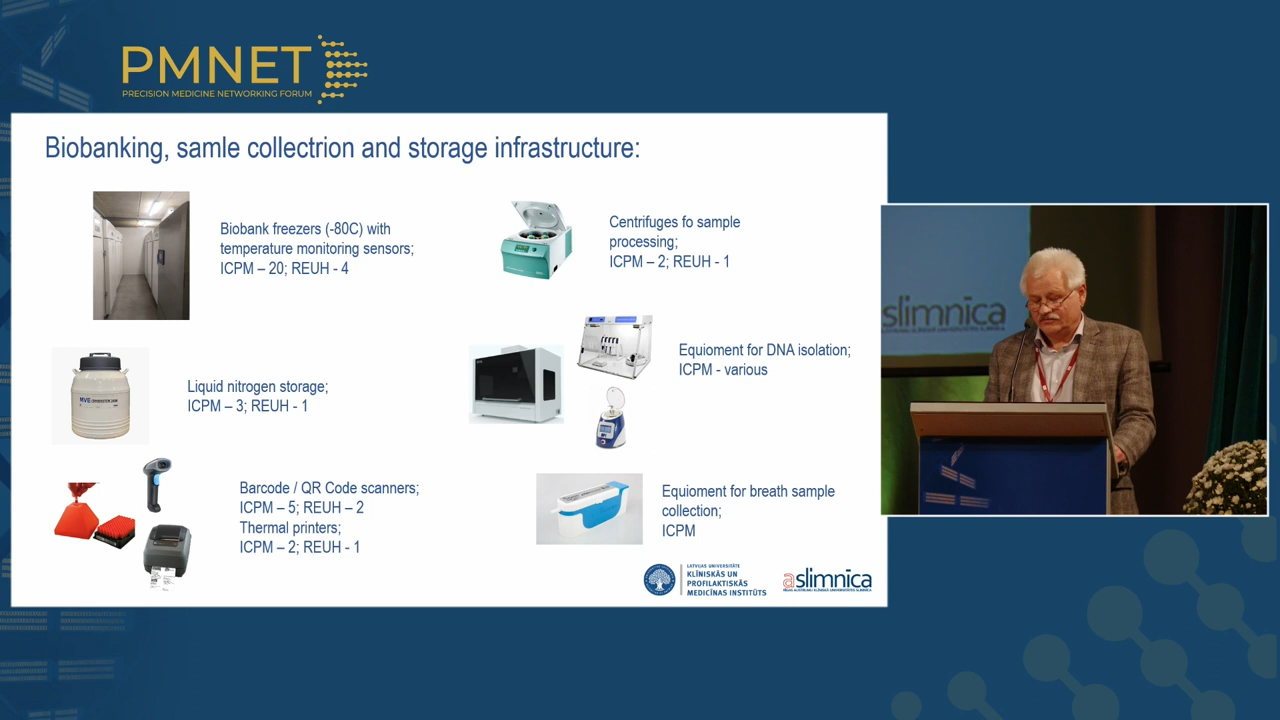 PMNET
PRECISION MEDICINE NETWORKING FORUM
Biobanking, samle collectrion and storage infrastructure:
Biobank freezers (-80C) with
temperature monitoring sensors;
ICPM – 20; REUH - 4
Centrifuges fo sample
processing;
ICPM – 2; REUH - 1
Liquid nitrogen storage;
ICPM – 3; REUH - 1
MVE
Equioment for DNA isolation;
ICPM - various
Barcode / QR Code scanners;
ICPM – 5; REUH – 2
Thermal printers;
ICPM – 2; REUH - 1
Equioment for breath sample
collection;
ICPM
LATVIJAS UNIVERSITĀTE
KLĪNISKĀS UN
PROFILAKTISKĀS
MEDICĪNAS INSTITŪTS
aslimnīca
RĪGAS AUSTRUMU KLĪNISKĀ UNIVERSITĀTES SLIMNĪCA
slimnīca